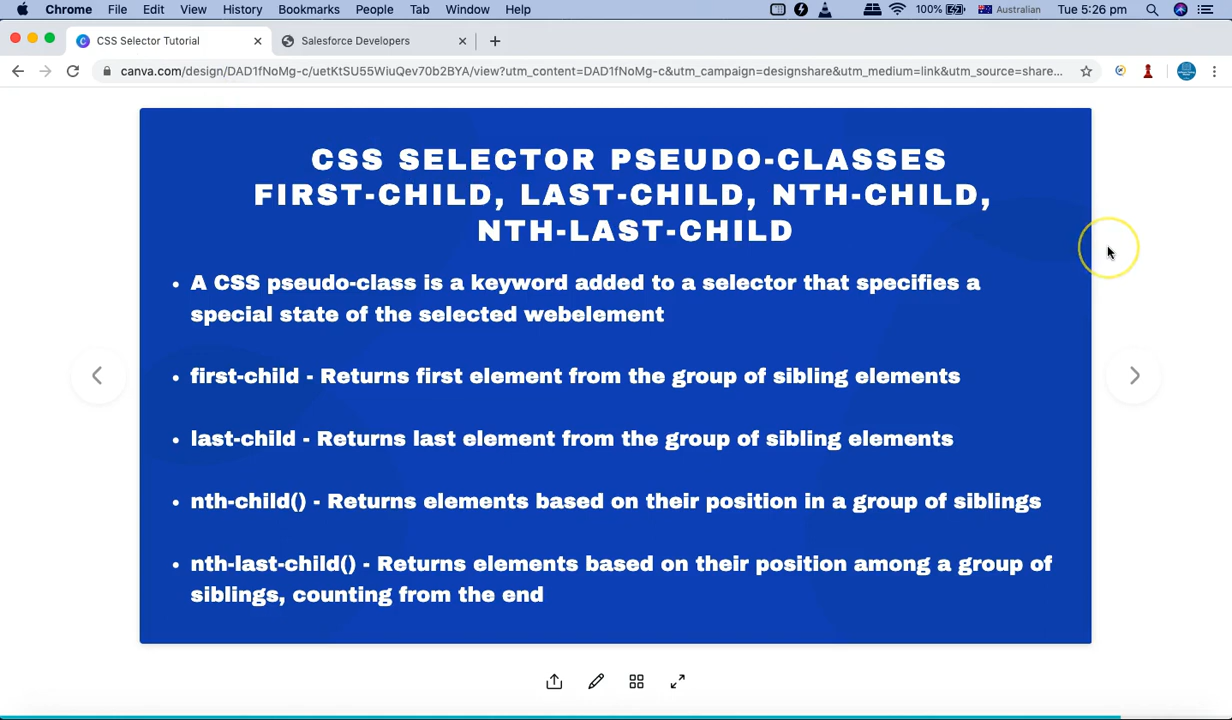 Chrome File Edit View History Bookmarks People Tab Window Help 100% Australian Tue 5:26 pm
CSS Selector Tutorial Salesforce Developers
canva.com/design/DAD1fNoMg-c/uetKtSU55WiuQev70b2BYA/view?utm_content=DAD1fNoMg-c&utm_campaign=designshare&utm_medium=link&utm_source=share...
CSS SELECTOR PSEUDO-CLASSES
FIRST-CHILD, LAST-CHILD, NTH-CHILD,
NTH-LAST-CHILD
• A CSS pseudo-class is a keyword added to a selector that specifies a
special state of the selected webelement
• first-child - Returns first element from the group of sibling elements
• last-child - Returns last element from the group of sibling elements
• nth-child() - Returns elements based on their position in a group of siblings
• nth-last-child() - Returns elements based on their position among a group of
siblings, counting from the end